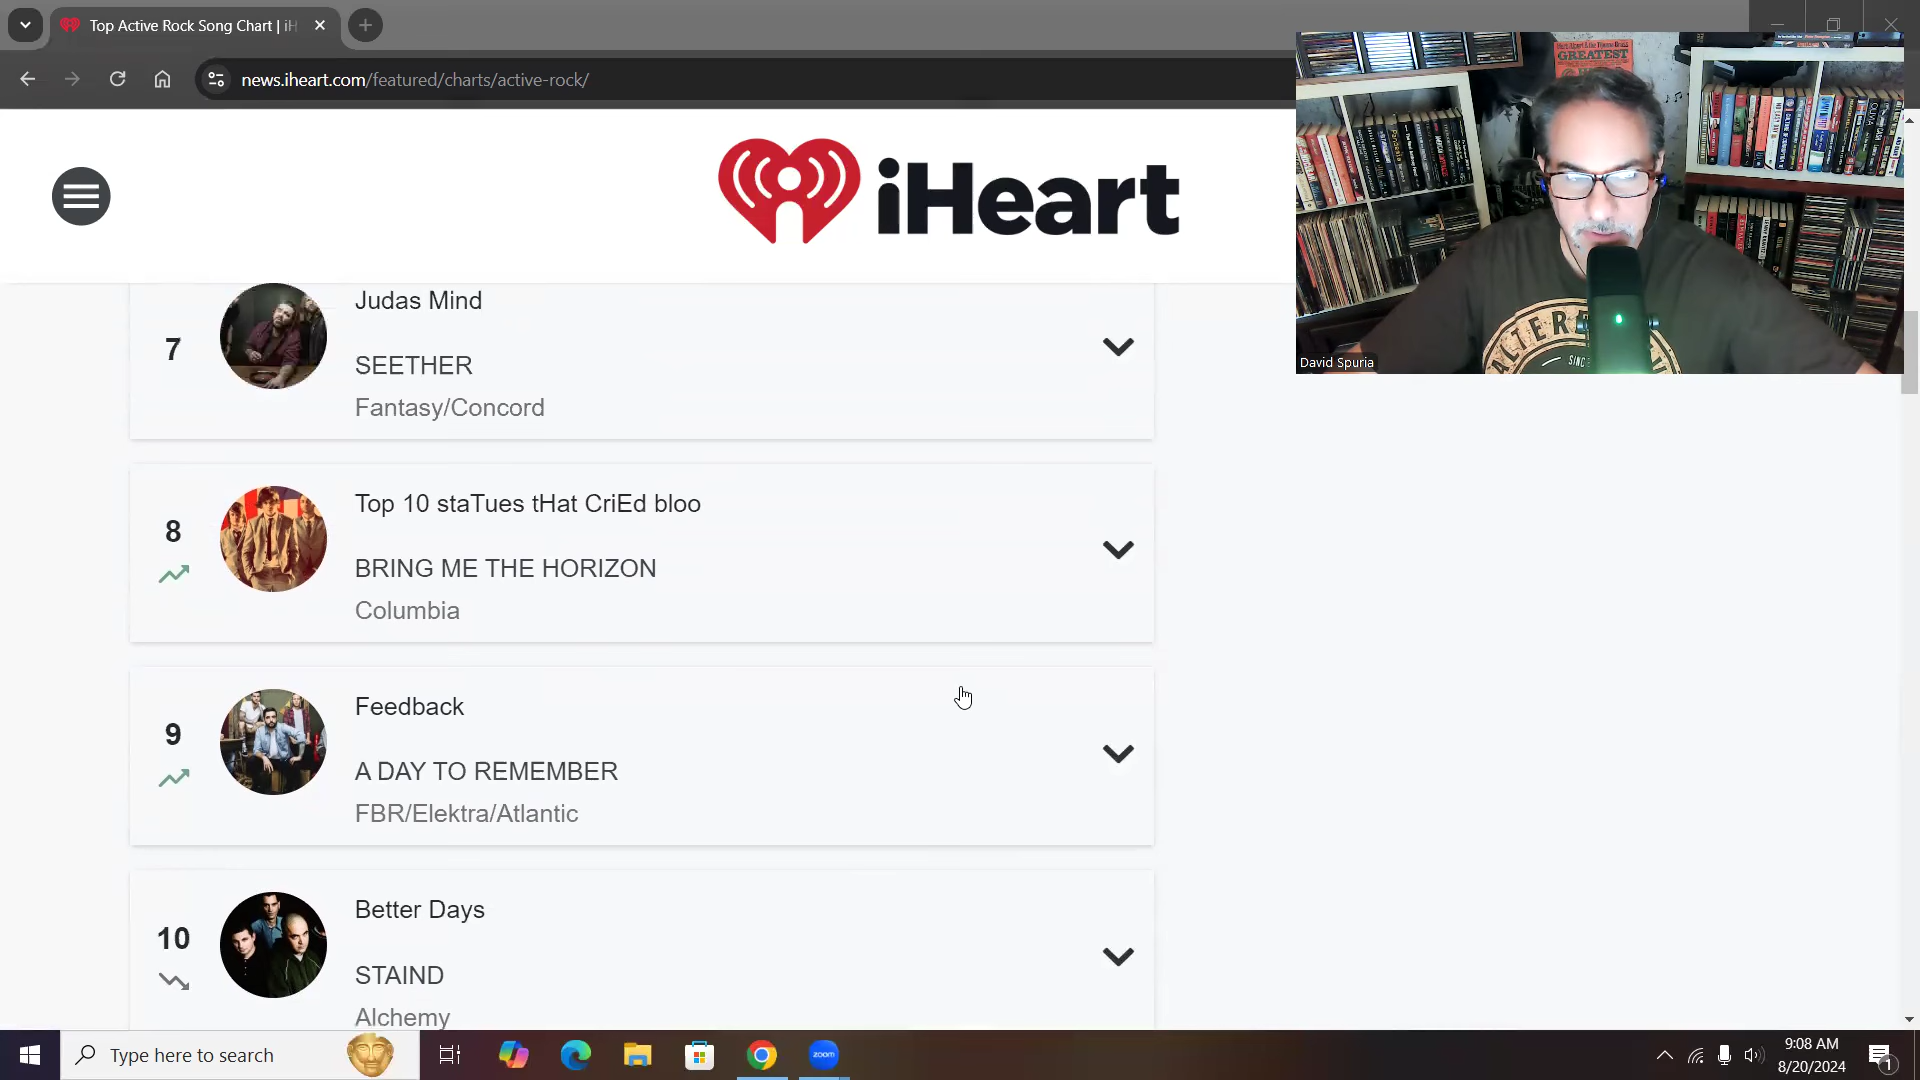 Top Active Rock Song Chart | iH
news.iheart.com/featured/charts/active-rock/
iHeart
GREATEST
David Spuria
7
Judas Mind
SEETHER
Fantasy/Concord
8
Top 10 staTues tHat CriEd bloo
BRING ME THE HORIZON
Columbia
9
Feedback
A DAY TO REMEMBER
FBR/Elektra/Atlantic
10
Better Days
STAIND
Alchemy
Type here to search
zoom
9:08 AM
8/20/2024
1